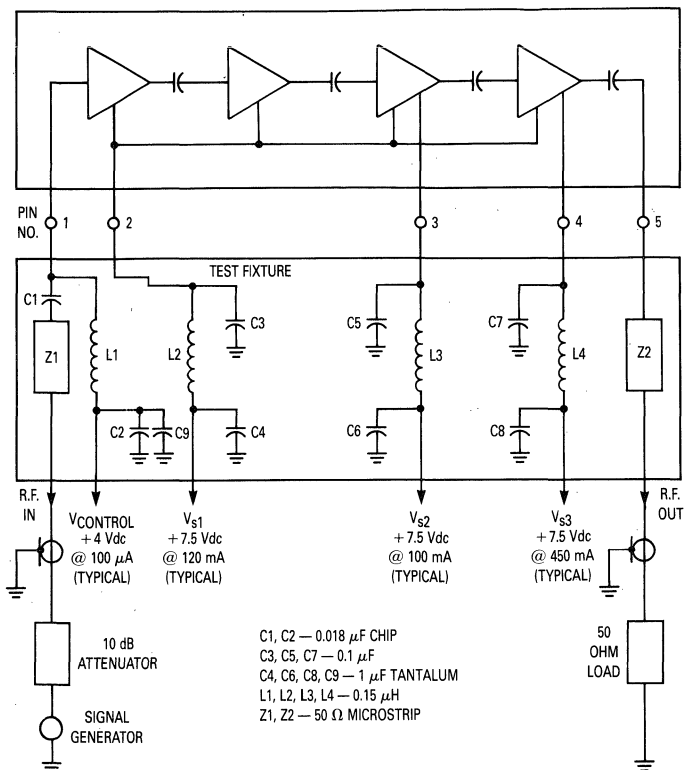 PIN
NO.
1
2
3
4
5
TEST FIXTURE
C1
Z1
L1
C2
C9
L2
C3
C4
C5
L3
C6
C7
L4
C8
Z2
R.F.
IN
VCONTROL
+ 4 Vdc
@ 100 µA
(TYPICAL)
Vs1
+ 7.5 Vdc
@ 120 mA
(TYPICAL)
Vs2
+ 7.5 Vdc
@ 100 mA
(TYPICAL)
Vs3
+ 7.5 Vdc
@ 450 mA
(TYPICAL)
R.F.
OUT
10 dB
ATTENUATOR
SIGNAL
GENERATOR
C1, C2 — 0.018 µF CHIP
C3, C5, C7 — 0.1 µF
C4, C6, C8, C9 — 1 µF TANTALUM
L1, L2, L3, L4 — 0.15 µH
Z1, Z2 — 50 Ω MICROSTRIP
50
OHM
LOAD